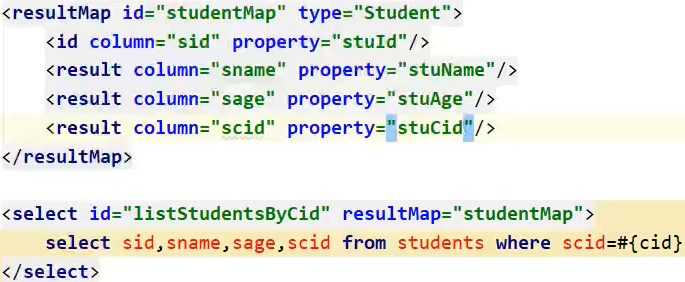 <resultMap id="studentMap" type="Student">
<id column="sid" property="stuId"/>
<result column="sname" property="stuName"/>
<result column="sage" property="stuAge"/>
<result column="scid" property="stuCid"/>
</resultMap>
<select id="listStudentsByCid" resultMap="studentMap">
select sid,sname,sage,scid from students where scid=#{cid}
</select>